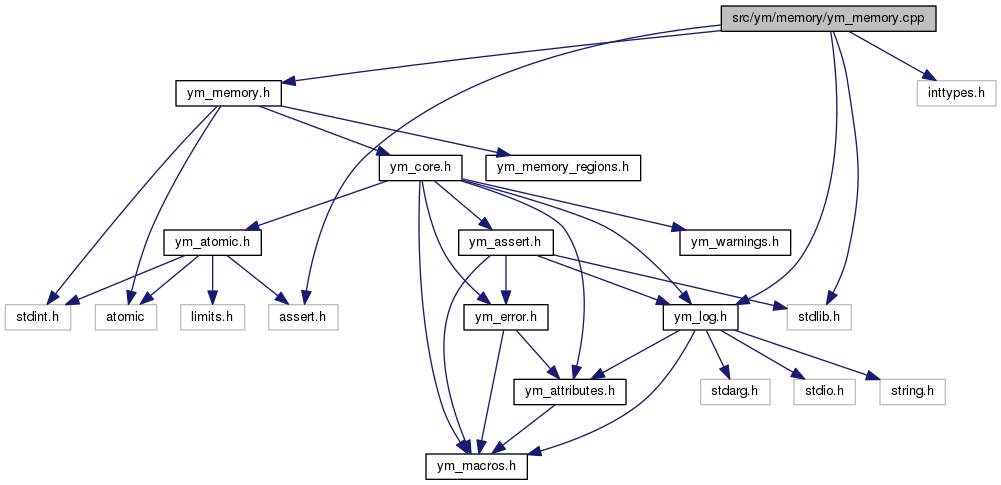 src/ym/memory/ym_memory.cpp
ym_memory.h
inttypes.h
ym_core.h
ym_memory_regions.h
ym_atomic.h
ym_assert.h
ym_warnings.h
stdint.h
atomic
limits.h
assert.h
ym_error.h
ym_log.h
stdlib.h
ym_attributes.h
stdarg.h
stdio.h
string.h
ym_macros.h